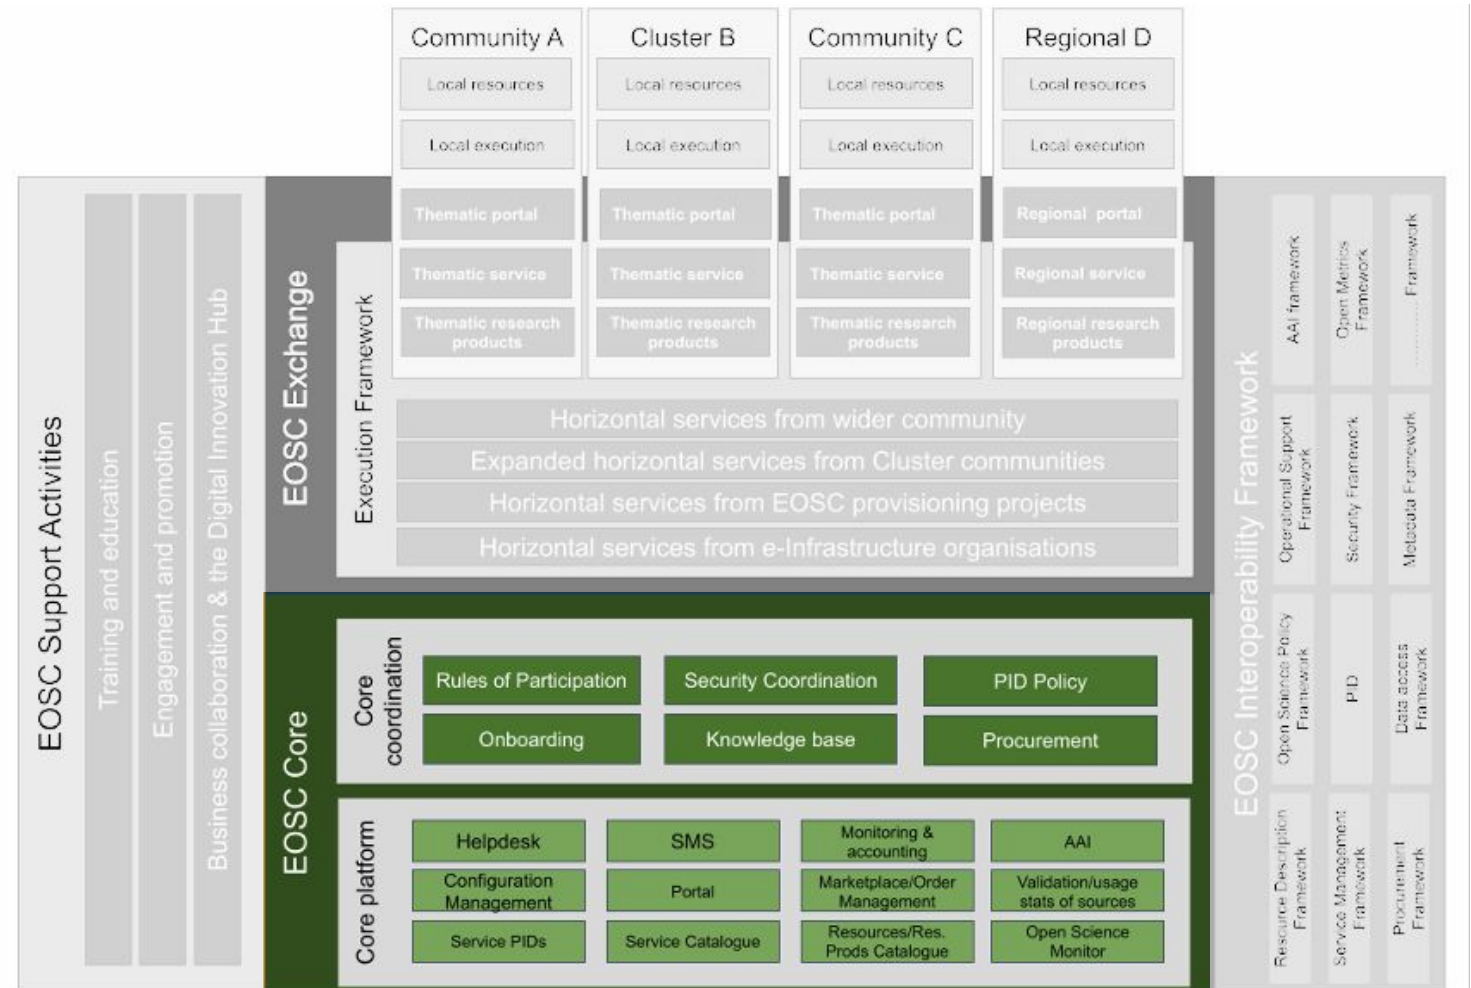 Community A
Cluster B
Community C
Regional D
Local resources
Local resources
Local resources
Local resources
Local execution
Local execution
Local execution
Local execution
Thematic portal
Thematic portal
Thematic portal
Regional portal
Thematic service
Thematic service
Thematic service
Regional service
Thematic research
products
Thematic research
products
Thematic research
products
Regional research
products
EOSC Support Activities
Training and education
Engagement and promotion
Business collaboration & the Digital Innovation Hub
EOSC Exchange
Execution Framework
Horizontal services from wider community
Expanded horizontal services from Cluster communities
Horizontal services from EOSC provisioning projects
Horizontal services from e-Infrastructure organisations
EOSC Core
Core
coordination
Rules of Participation
Security Coordination
PID Policy
Onboarding
Knowledge base
Procurement
Core platform
Helpdesk
SMS
Monitoring &
accounting
AAI
Configuration
Management
Portal
Marketplace/Order
Management
Validation/usage
stats of sources
Service PIDs
Service Catalogue
Resources/Res.
Prods Catalogue
Open Science
Monitor
EOSC Interoperability Framework
AAI framework
Open Metrics
Framework
............ Framework
Operational Support
Framework
Security Framework
Metadata Framework
Open Science Policy
Framework
PID
Data access
Framework
Resource Description
Framework
Service Management
Framework
Procurement
Framework